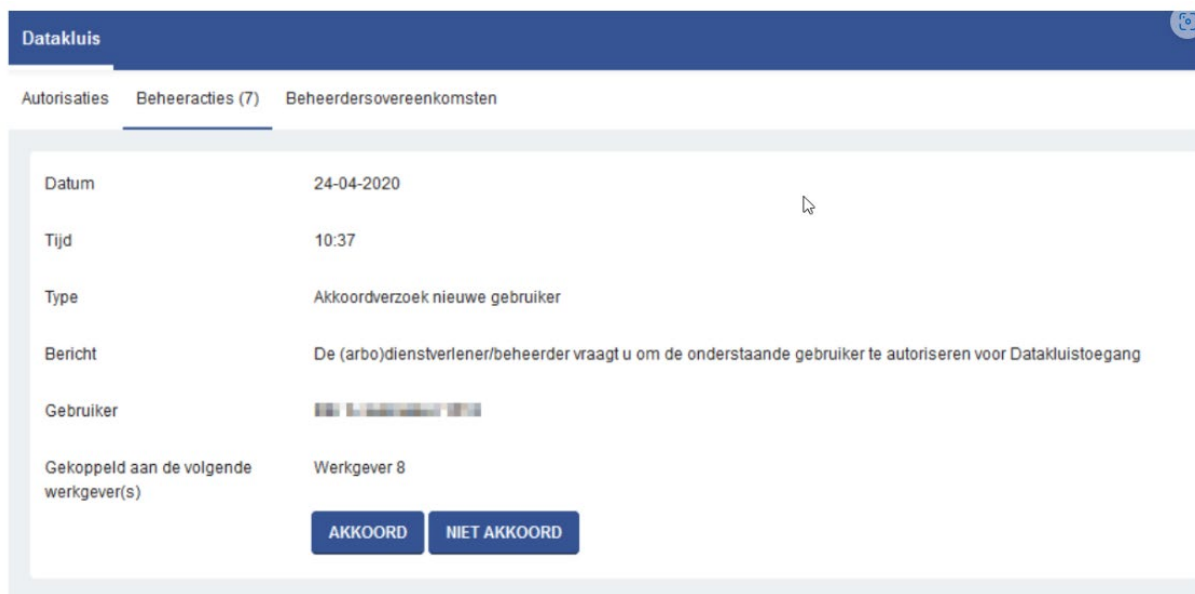 Datakluis
Autorisaties Beheeracties (7) Beheerdersovereenkomsten
Datum 24-04-2020
Tijd 10:37
Type Akkoordverzoek nieuwe gebruiker
Bericht De (arbo)dienstverlener/beheerder vraagt u om de onderstaande gebruiker te autoriseren voor Datakluistoegang
Gebruiker
Gekoppeld aan de volgende Werkgever 8
werkgever(s)
AKKOORD NIET AKKOORD